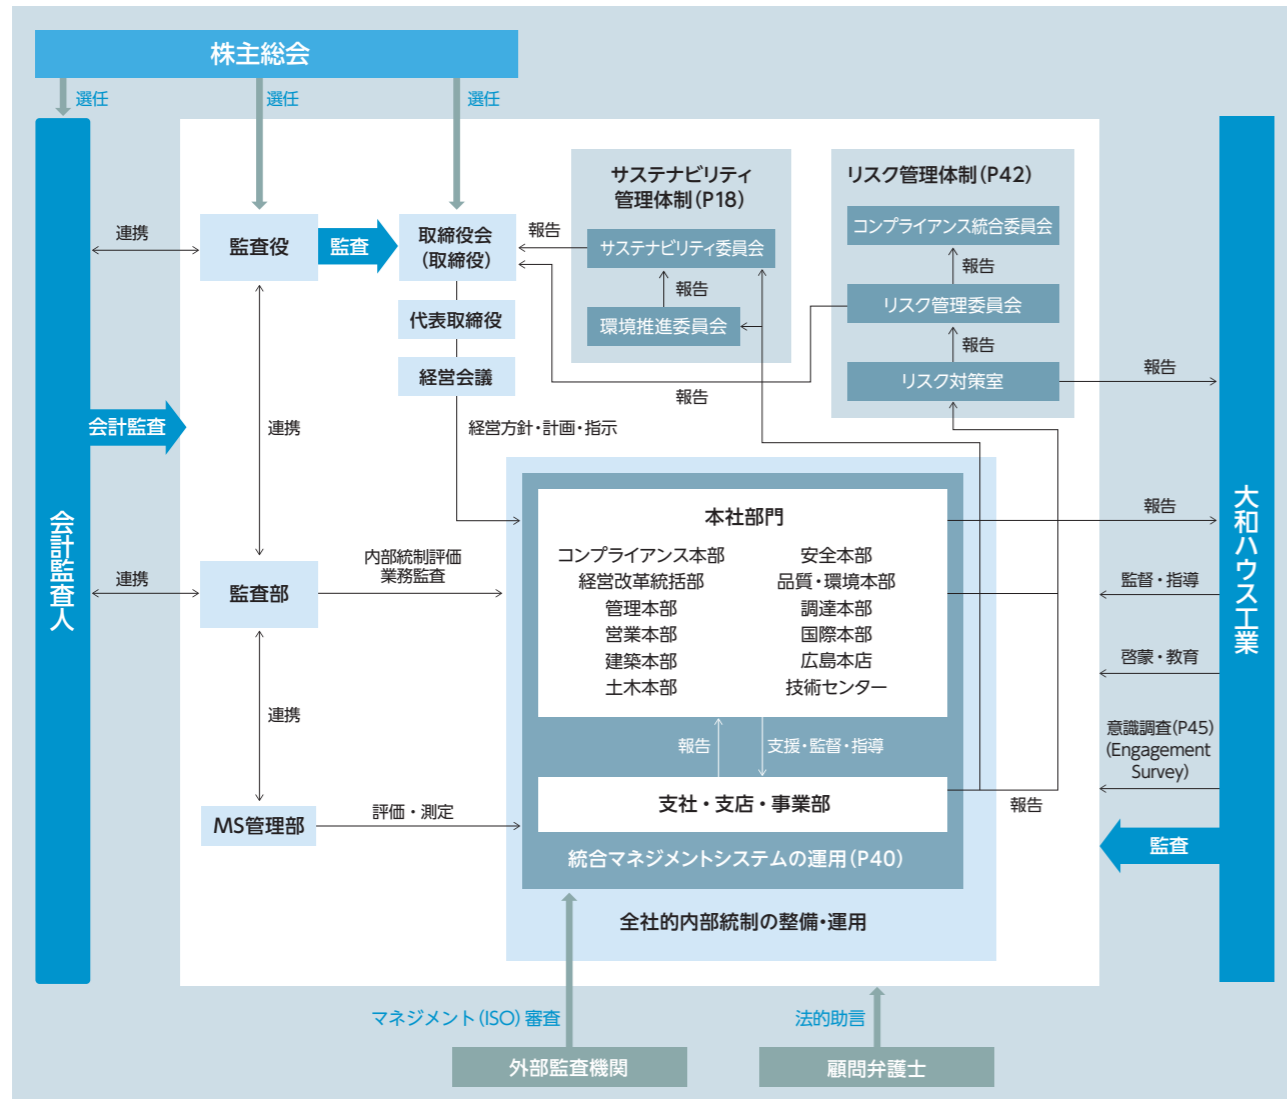 株主総会
選任
選任
選任
サステナビリティ
管理体制(P18)
リスク管理体制(P42)
コンプライアンス統合委員会
報告
リスク管理委員会
報告
リスク対策室
報告
連携
監査役
監査
取締役会
(取締役)
報告
サステナビリティ委員会
報告
環境推進委員会
代表取締役
経営会議
報告
会計監査
連携
経営方針・計画・指示
会計監査人
大和ハウス工業
本社部門
コンプライアンス本部
経営改革統括部
管理本部
営業本部
建築本部
土木本部
安全本部
品質・環境本部
調達本部
国際本部
広島本店
技術センター
報告
連携
監査部
内部統制評価
業務監査
監督・指導
啓蒙・教育
連携
報告
支援・監督・指導
意識調査(P45)
(Engagement
Survey)
MS管理部
評価・測定
支社・支店・事業部
報告
監査
統合マネジメントシステムの運用(P40)
全社的内部統制の整備・運用
マネジメント(ISO)審査
法的助言
外部監査機関
顧問弁護士